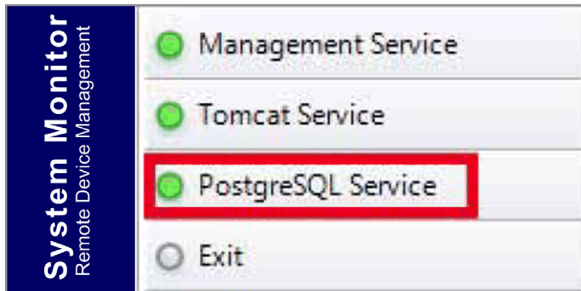 System Monitor
Remote Device Management
Management Service
Tomcat Service
PostgreSQL Service
Exit